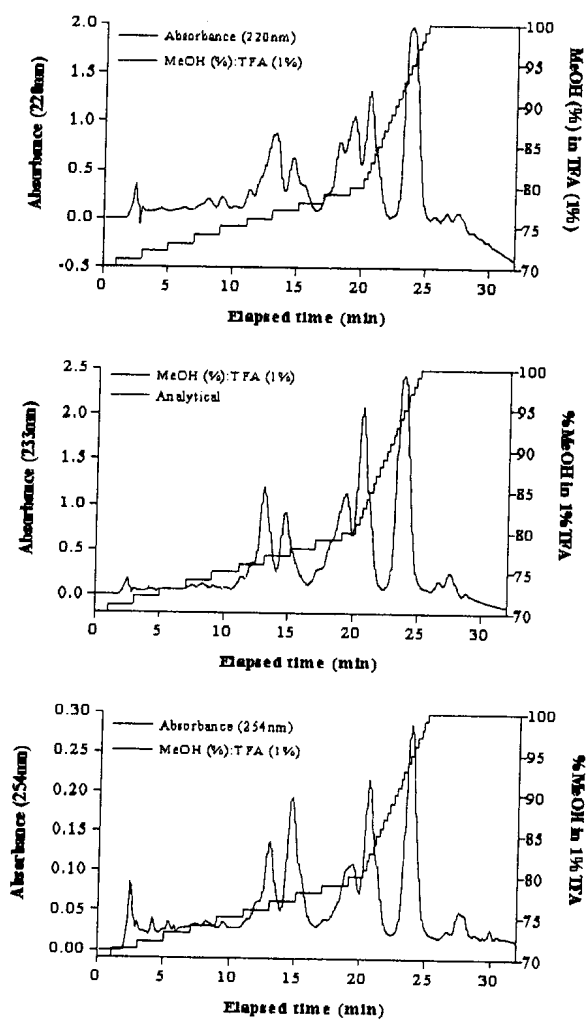 2.0
1.5
1.0
0.5
0.0
-0.5
Absorbance (220nm)
Absorbance (220nm)
MeOH (%):TFA (1%)
100
95
90
85
80
75
70
MeOH (%) in TFA (1%)
0 5 10 15 20 25 30
Elapsed time (min)
2.5
2.0
1.5
1.0
0.5
0.0
Absorbance (233nm)
MeOH (%):TFA (1%)
Analytical
100
95
90
85
80
75
70
%MeOH in 1% TFA
0 5 10 15 20 25 30
Elapsed time (min)
0.30
0.25
0.20
0.15
0.10
0.05
0.00
Absorbance (254nm)
Absorbance (254nm)
MeOH (%):TFA (1%)
100
95
90
85
80
75
70
%MeOH in 1% TFA
0 5 10 15 20 25 30
Elapsed time (min)